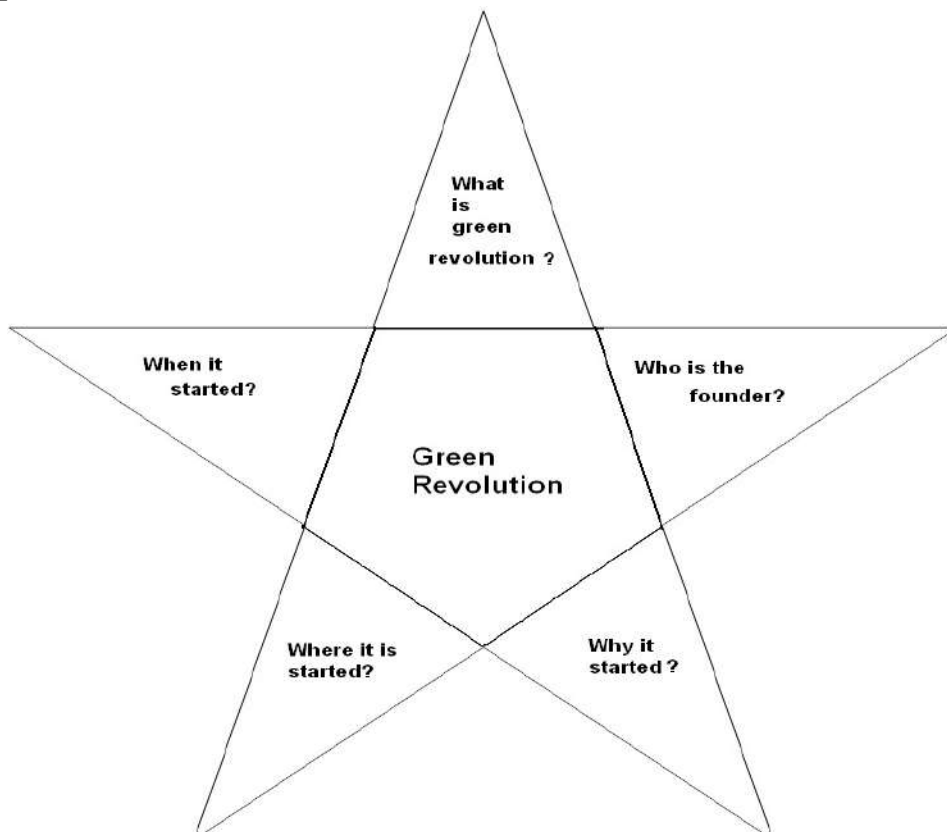 What
is
green
revolution ?
When it
started?
Who is the
founder?
Green
Revolution
Where it is
started?
Why it
started ?